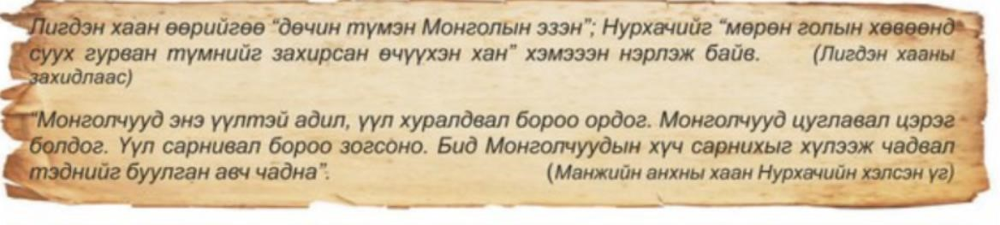 Лигдэн хаан өөрийгөө “дөчин түмэн Монголын эзэн”; Нурхачийг “мөрөн голын хөвөөнд
суух гурван түмнийг захирсан өчүүхэн хан” хэмэээн нэрлэж байв. (Лигдэн хааны
захидлаас)
“Монголчууд энэ үүлтэй адил, үүл хуралдвал бороо ордог. Монголчууд цуглавал цэрэг
болдог. Үүл сарнивал бороо зогсоно. Бид Монголчуудын хүч сарнихыг хүлээж чадвал
тэднийг буулган авч чадна”. (Манжийн анхны хаан Нурхачийн хэлсэн үг)